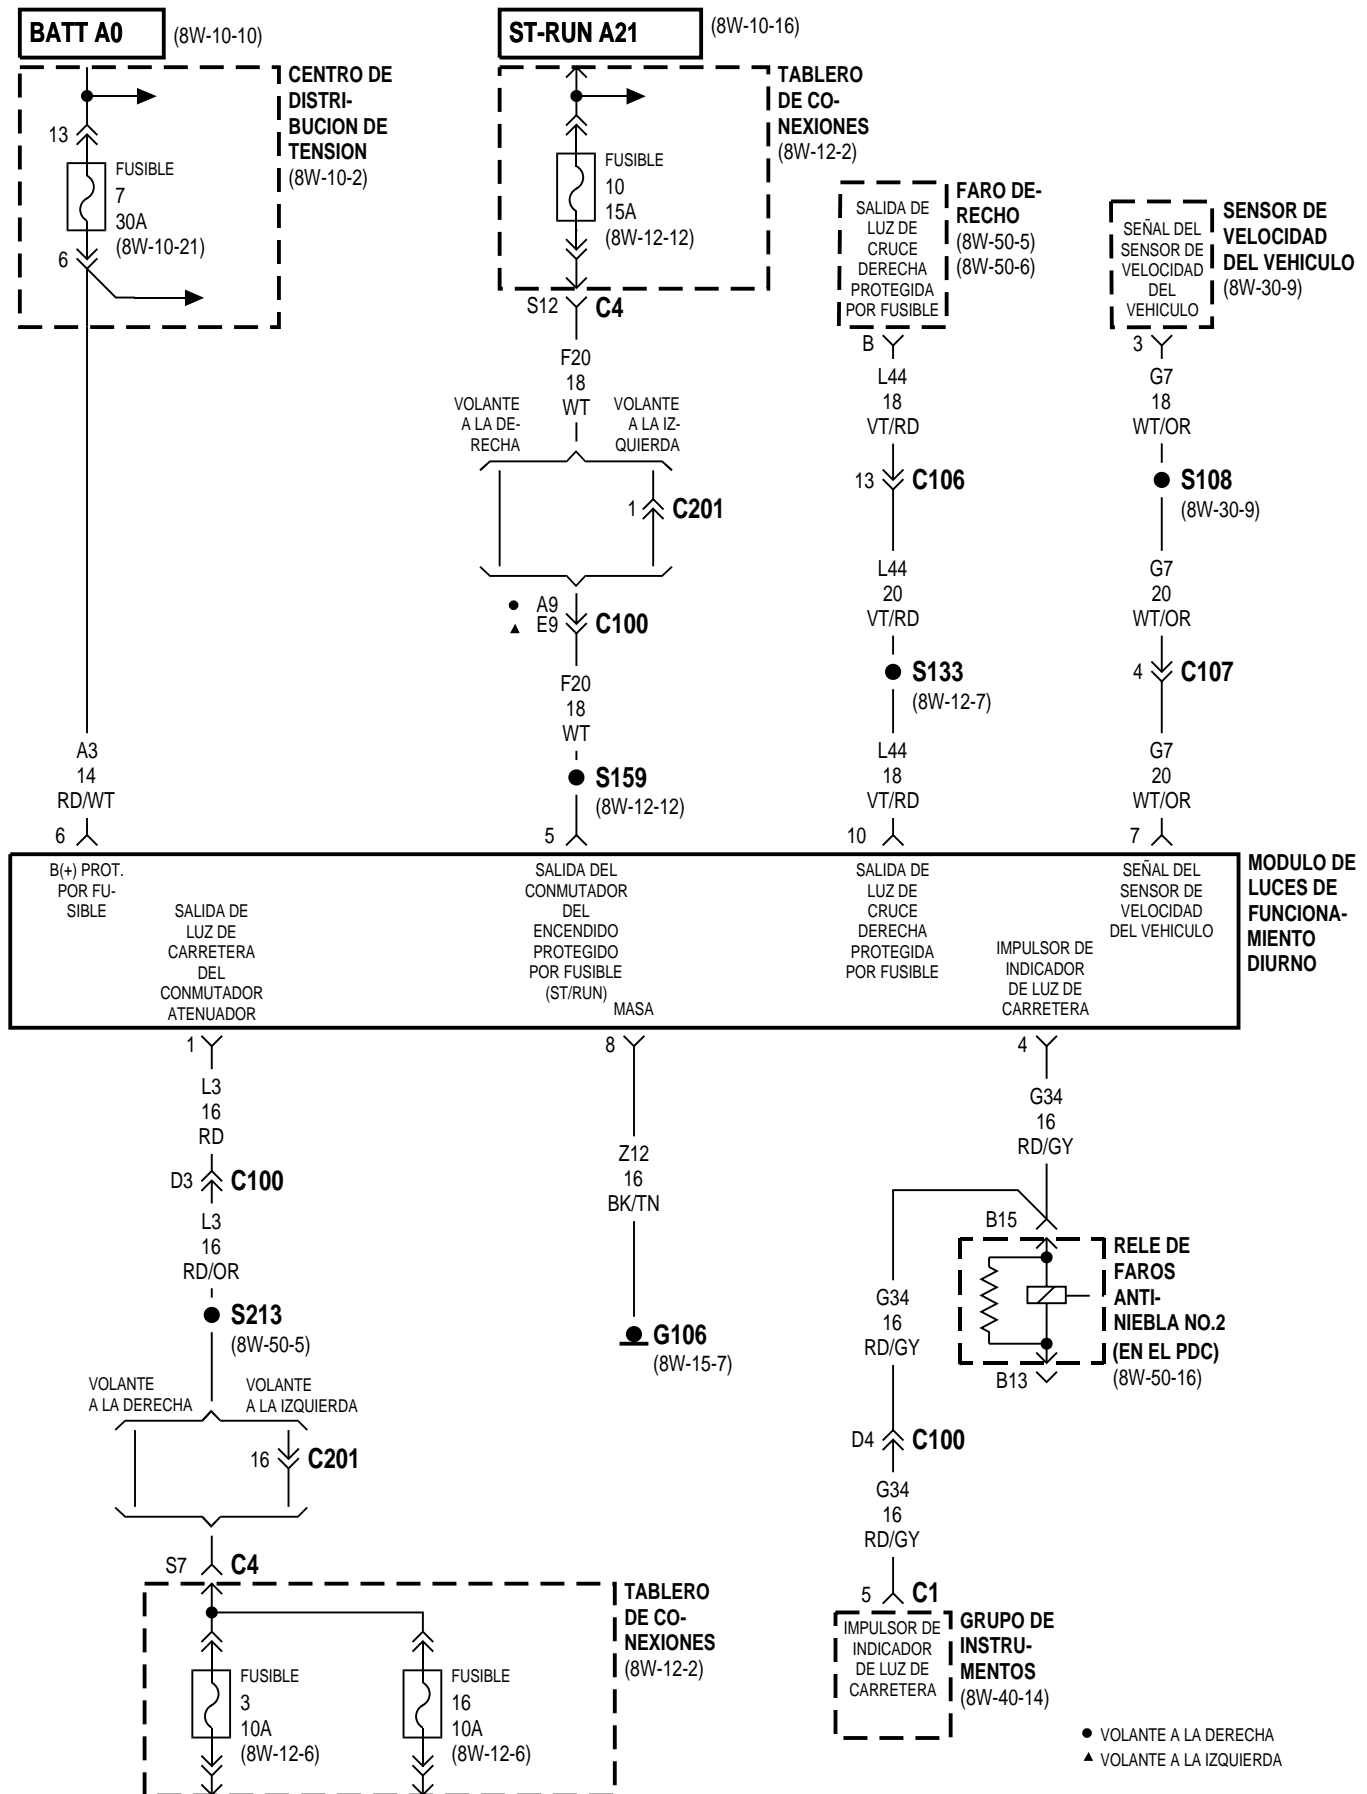 BATT A0
(8W-10-10)
ST-RUN A21
(8W-10-16)
CENTRO DE
DISTRI-
BUCION DE
TENSION
(8W-10-2)
13
FUSIBLE
7
30A
(8W-10-21)
6
TABLERO
DE CO-
NEXIONES
(8W-12-2)
FUSIBLE
10
15A
(8W-12-12)
S12
C4
FARO DE-
RECHO
(8W-50-5)
(8W-50-6)
SALIDA DE
LUZ DE
CRUCE
DERECHA
PROTEGIDA
POR FUSIBLE
B
SENSOR DE
VELOCIDAD
DEL VEHICULO
(8W-30-9)
SEÑAL DEL
SENSOR DE
VELOCIDAD
DEL
VEHICULO
3
F20
18
WT
VOLANTE
A LA DE-
RECHA
VOLANTE
A LA IZ-
QUIERDA
1
C201
A9
E9
C100
F20
18
WT
S159
(8W-12-12)
L44
18
VT/RD
13
C106
L44
20
VT/RD
S133
(8W-12-7)
L44
18
VT/RD
G7
18
WT/OR
S108
(8W-30-9)
G7
20
WT/OR
4
C107
G7
20
WT/OR
A3
14
RD/WT
6
5
10
7
B(+) PROT.
POR FU-
SIBLE
SALIDA DE
LUZ DE
CARRETERA
DEL
CONMUTADOR
ATENUADOR
SALIDA DEL
CONMUTADOR
DEL
ENCENDIDO
PROTEGIDO
POR FUSIBLE
(ST/RUN)
MASA
SALIDA DE
LUZ DE
CRUCE
DERECHA
PROTEGIDA
POR FUSIBLE
IMPULSOR DE
INDICADOR
DE LUZ DE
CARRETERA
SEÑAL DEL
SENSOR DE
VELOCIDAD
DEL VEHICULO
MODULO DE
LUCES DE
FUNCIONA-
MIENTO
DIURNO
1
8
4
L3
16
RD
D3
C100
L3
16
RD/OR
S213
(8W-50-5)
VOLANTE
A LA DERECHA
VOLANTE
A LA IZQUIERDA
16
C201
S7
C4
TABLERO
DE CO-
NEXIONES
(8W-12-2)
FUSIBLE
3
10A
(8W-12-6)
FUSIBLE
16
10A
(8W-12-6)
Z12
16
BK/TN
G106
(8W-15-7)
G34
16
RD/GY
B15
RELE DE
FAROS
ANTI-
NIEBLA NO.2
(EN EL PDC)
(8W-50-16)
B13
G34
16
RD/GY
D4
C100
G34
16
RD/GY
5
C1
IMPULSOR DE
INDICADOR
DE LUZ DE
CARRETERA
GRUPO DE
INSTRU-
MENTOS
(8W-40-14)
● VOLANTE A LA DERECHA
▲ VOLANTE A LA IZQUIERDA